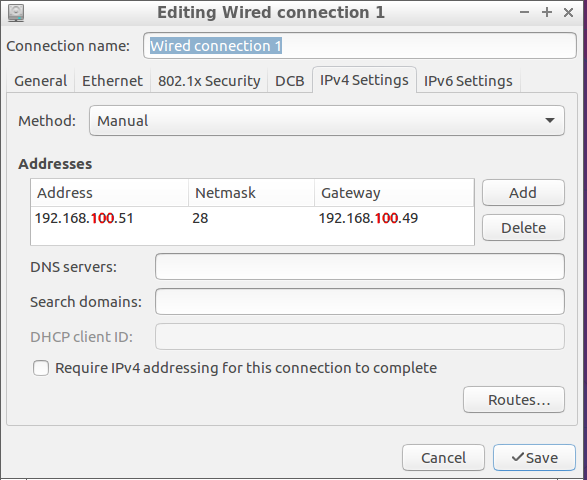 Editing Wired connection 1
Connection name: Wired connection 1
General Ethernet 802.1x Security DCB IPv4 Settings IPv6 Settings
Method: Manual
Addresses
Address Netmask Gateway Add
192.168.100.51 28 192.168.100.49
Delete
DNS servers:
Search domains:
DHCP client ID:
Require IPv4 addressing for this connection to complete
Routes...
Cancel Save